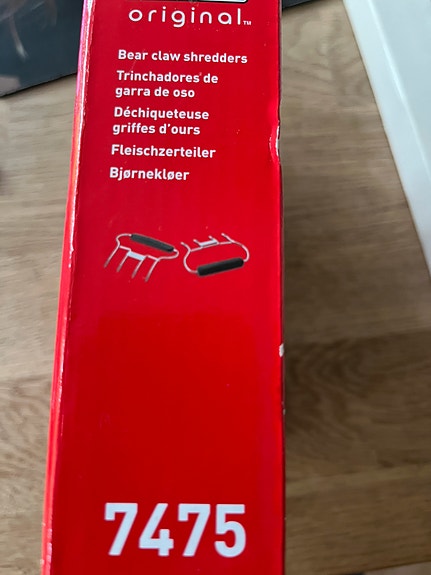 original™
Bear claw shredders
Trinchadores de
garra de oso
Déchiqueteuse
griffes d'ours
Fleischzerteiler
Bjørnekløer
7475